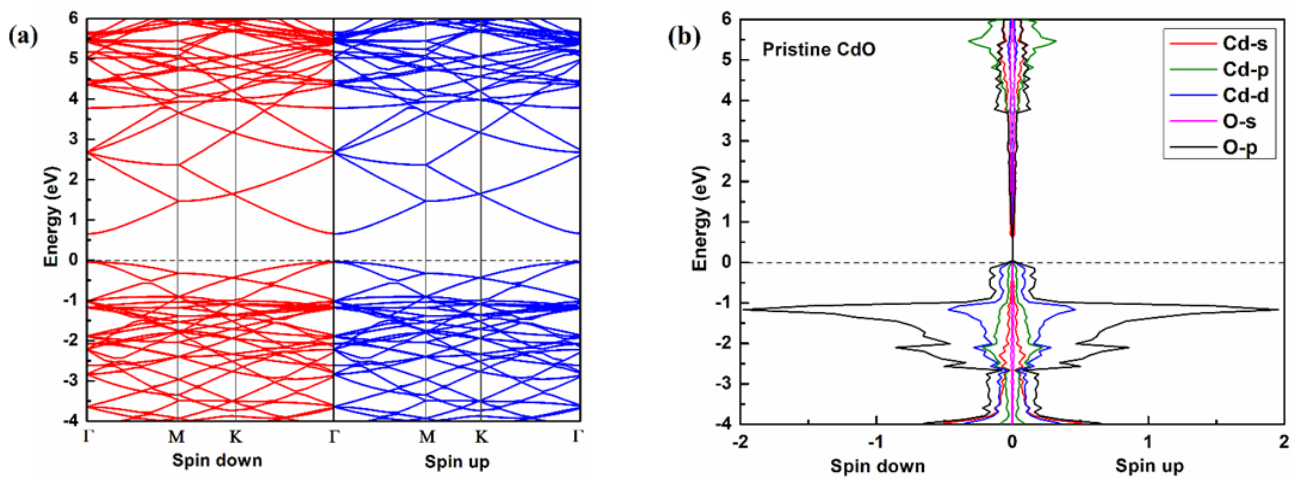 (a)
Energy (eV)
6
5
4
3
2
1
0
-1
-2
-3
-4
Γ M K Γ M K Γ
Spin down Spin up
(b)
Pristine CdO
Cd-s
Cd-p
Cd-d
O-s
O-p
Energy (eV)
6
5
4
3
2
1
0
-1
-2
-3
-4
-2 -1 0 1 2
Spin down Spin up